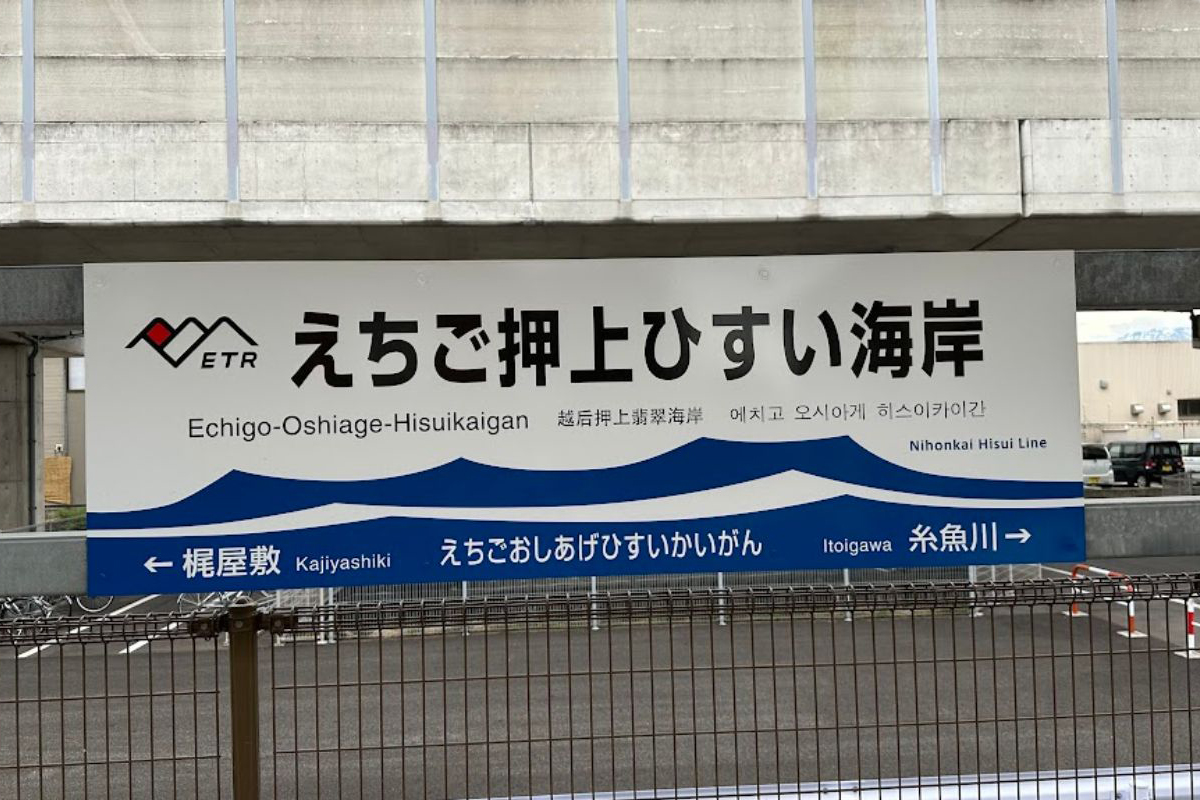 ETR えちご押上ひすい海岸
Echigo-Oshiage-Hisuikaigan 越后押上翡翠海岸 에치고 오시아게 히스이카이간
Nihonkai Hisui Line
← 梶屋敷 Kajiyashiki えちごおしあげひすいかいがん Itoigawa 糸魚川 →